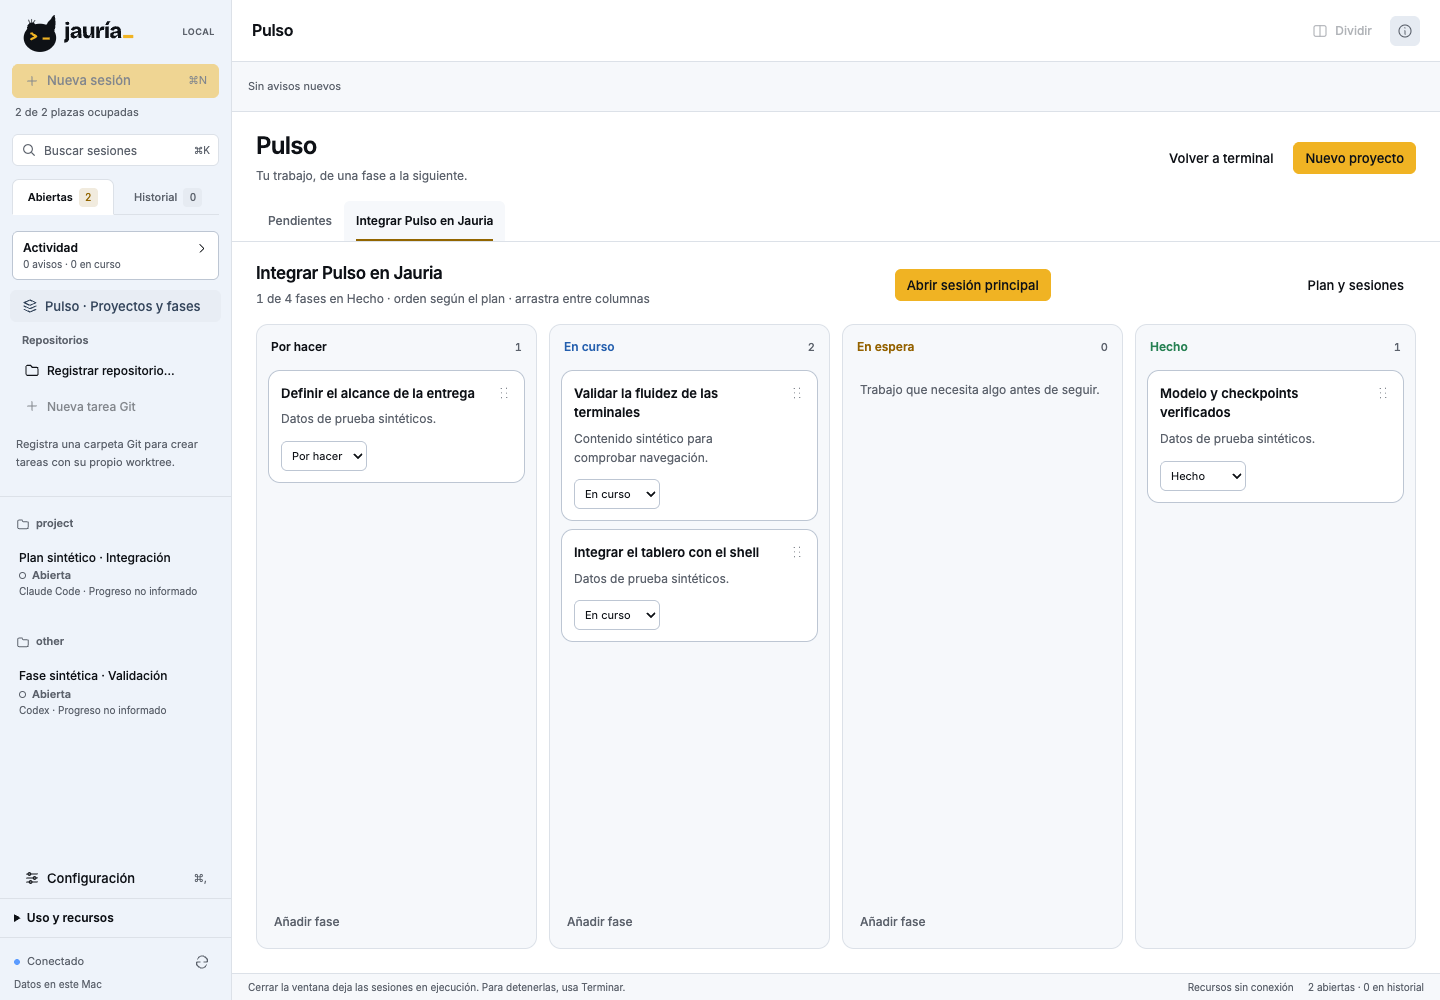 jauría_
LOCAL
Nueva sesión ⌘N
2 de 2 plazas ocupadas
Buscar sesiones ⌘K
Abiertas 2 Historial 0
Actividad
0 avisos · 0 en curso
Pulso · Proyectos y fases
Repositorios
Registrar repositorio...
Nueva tarea Git
Registra una carpeta Git para crear
tareas con su propio worktree.
project
Plan sintético · Integración
Abierta
Claude Code · Progreso no informado
other
Fase sintética · Validación
Abierta
Codex · Progreso no informado
Configuración ⌘,
Uso y recursos
Conectado
Datos en este Mac
Pulso
Dividir
Sin avisos nuevos
Pulso
Tu trabajo, de una fase a la siguiente.
Volver a terminal
Nuevo proyecto
Pendientes
Integrar Pulso en Jauria
Integrar Pulso en Jauria
1 de 4 fases en Hecho · orden según el plan · arrastra entre columnas
Abrir sesión principal
Plan y sesiones
Por hacer 1
Definir el alcance de la entrega
Datos de prueba sintéticos.
Por hacer
Añadir fase
En curso 2
Validar la fluidez de las
terminales
Contenido sintético para
comprobar navegación.
En curso
Integrar el tablero con el shell
Datos de prueba sintéticos.
En curso
Añadir fase
En espera 0
Trabajo que necesita algo antes de seguir.
Añadir fase
Hecho 1
Modelo y checkpoints
verificados
Datos de prueba sintéticos.
Hecho
Cerrar la ventana deja las sesiones en ejecución. Para detenerlas, usa Terminar.
Recursos sin conexión
2 abiertas · 0 en historial